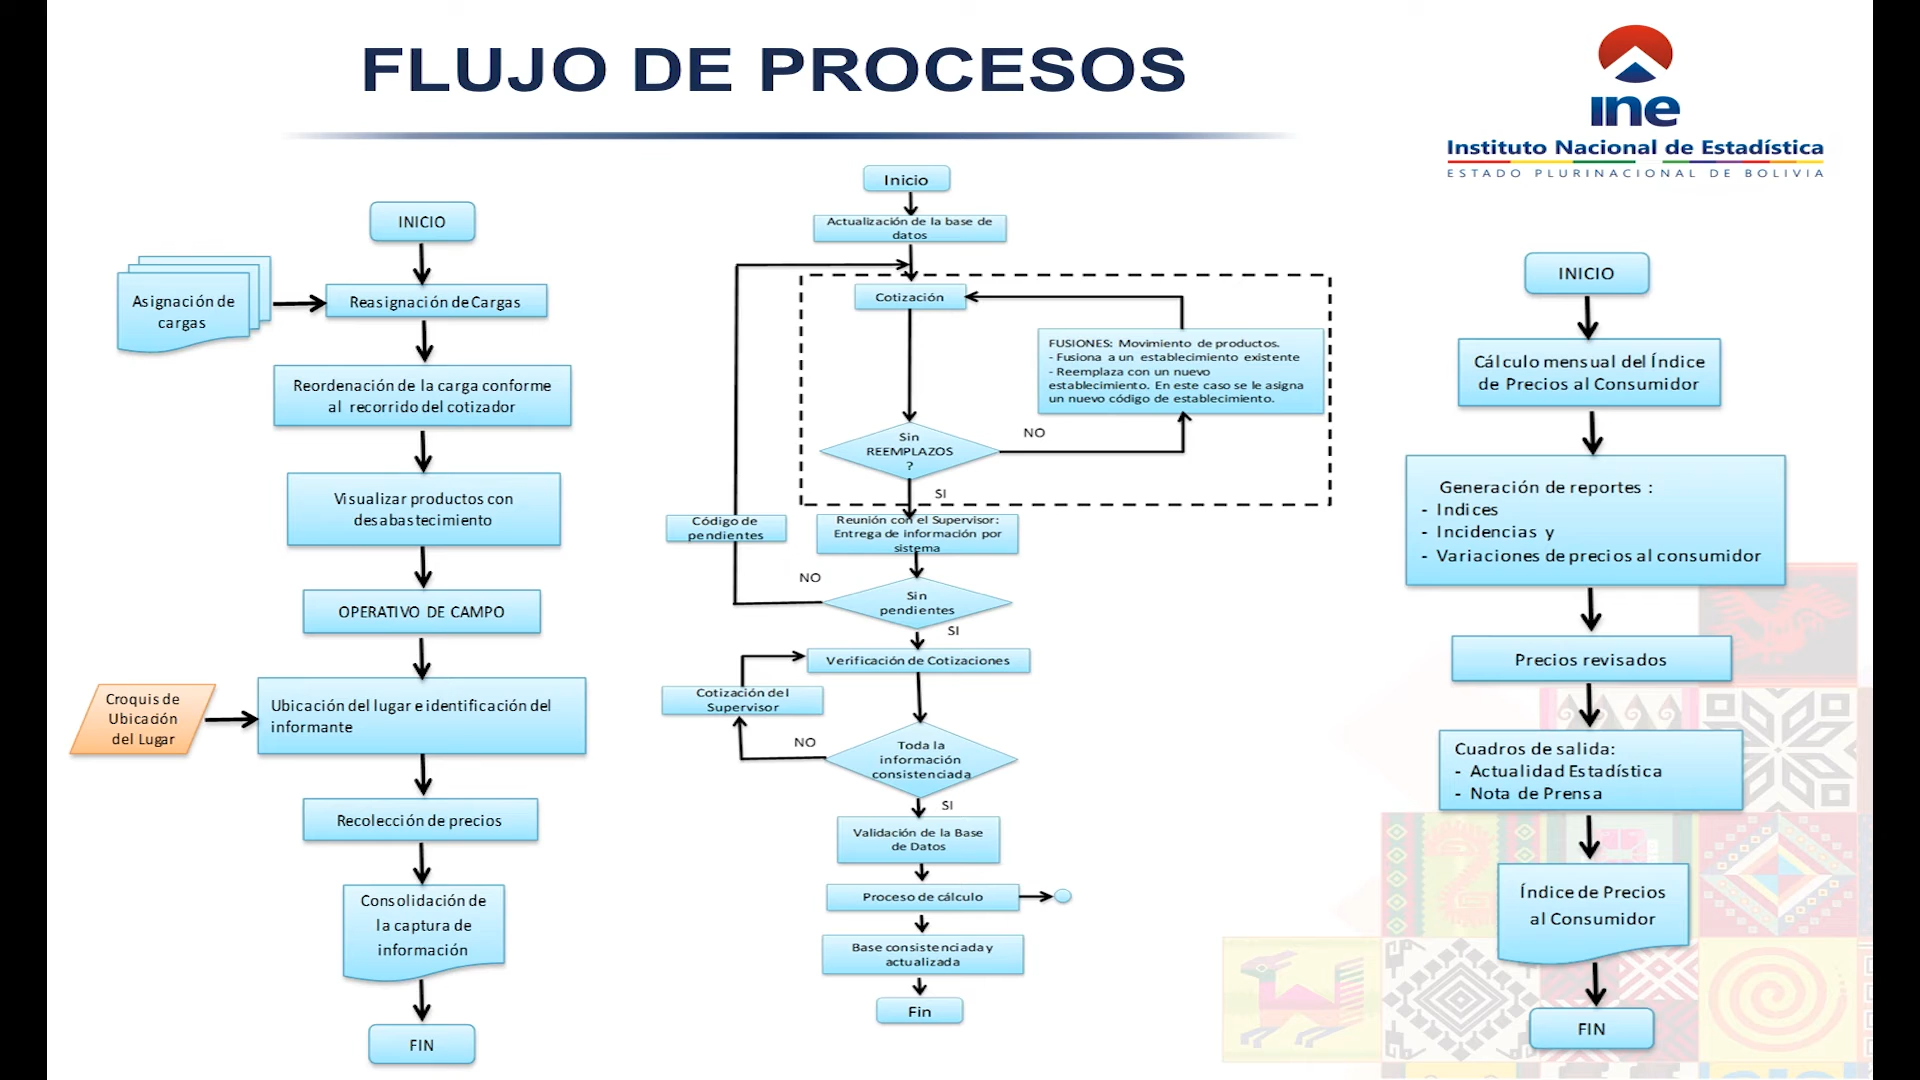 FLUJO DE PROCESOS
ine
Instituto Nacional de Estadística
ESTADO PLURINACIONAL DE BOLIVIA
INICIO
Asignación de
cargas
Reasignación de Cargas
Reordenación de la carga conforme
al recorrido del cotizador
Visualizar productos con
desabastecimiento
OPERATIVO DE CAMPO
Croquis de
Ubicación
del Lugar
Ubicación del lugar e identificación del
informante
Recolección de precios
Consolidación de
la captura de
información
FIN
Inicio
Actualización de la base de
datos
Cotización
FUSIONES: Movimiento de productos.
- Fusiona a un establecimiento existente
- Reemplaza con un nuevo
establecimiento. En este caso se le asigna
un nuevo código de establecimiento.
Sin
REEMPLAZOS
?
NO
SI
Código de
pendientes
Reunión con el Supervisor:
Entrega de información por
sistema
NO
Sin
pendientes
SI
Verificación de Cotizaciones
Cotización del
Supervisor
NO
Toda la
información
consistenciada
SI
Validación de la Base
de Datos
Proceso de cálculo
Base consistenciada y
actualizada
Fin
INICIO
Cálculo mensual del Índice
de Precios al Consumidor
Generación de reportes :
- Indices
- Incidencias y
- Variaciones de precios al consumidor
Precios revisados
Cuadros de salida:
- Actualidad Estadística
- Nota de Prensa
Índice de Precios
al Consumidor
FIN